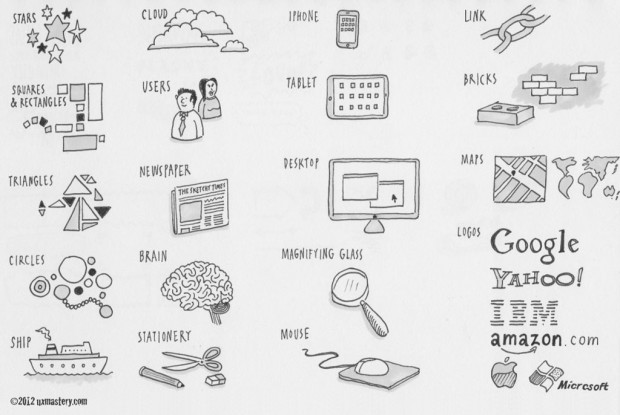 STARS
CLOUD
IPHONE
LINK
SQUARES
& RECTANGLES
USERS
TABLET
BRICKS
TRIANGLES
NEWSPAPER
THE SKETCHY TIMES
DESKTOP
MAPS
LOGOS
Google
YAHOO!
IBM
amazon.com
Microsoft
CIRCLES
BRAIN
MAGNIFYING GLASS
SHIP
STATIONERY
MOUSE
©2012 uxmastery.com